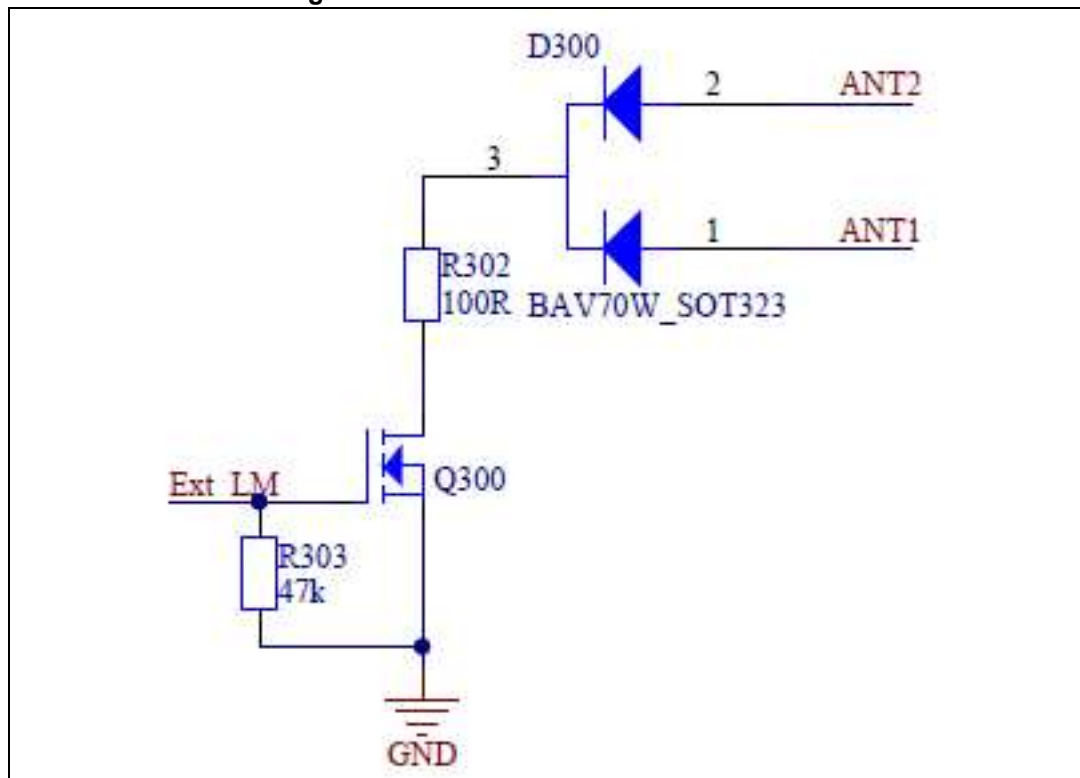 D300
2 ANT2
3
1 ANT1
R302
100R BAV70W_SOT323
Ext_LM
Q300
R303
47k
GND